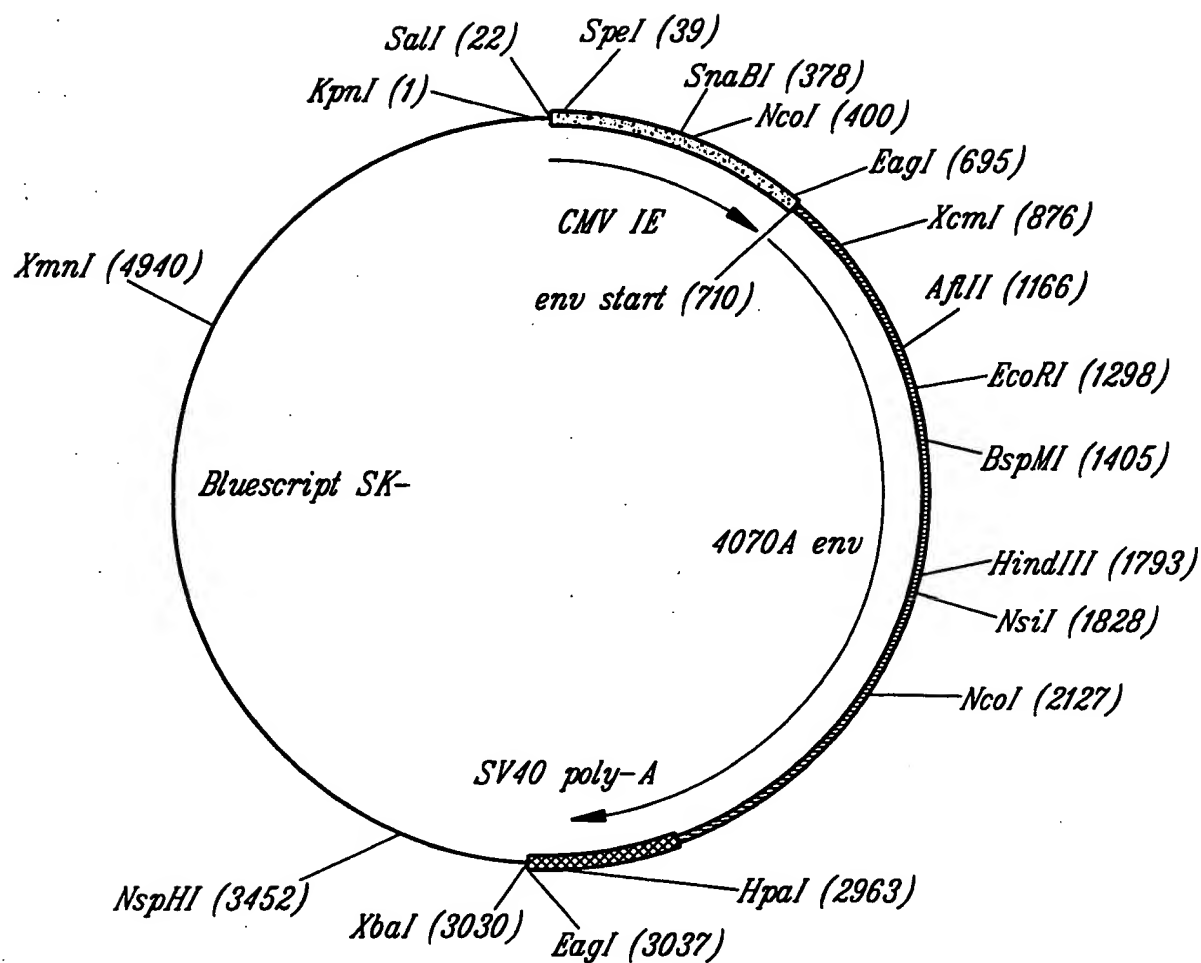 SalI (22)
SpeI (39)
KpnI (1)
SnaBI (378)
NcoI (400)
EagI (695)
XcmI (876)
CMV IE
XmnI (4940)
env start (710)
AflII (1166)
EcoRI (1298)
BspMI (1405)
Bluescript SK-
4070A env
HindIII (1793)
NsiI (1828)
NcoI (2127)
SV40 poly-A
NspHI (3452)
HpaI (2963)
XbaI (3030)
EagI (3037)